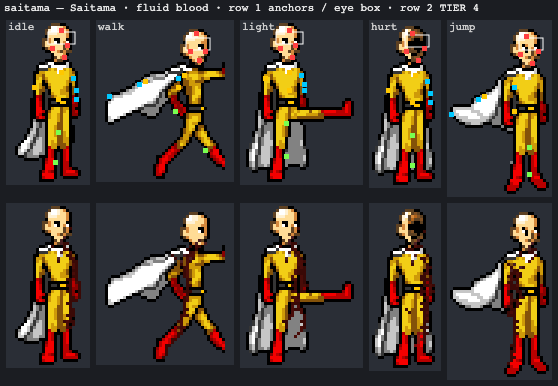 saitama — Saitama · fluid blood · row 1 anchors / eye box · row 2 TIER 4
idle
walk
light
hurt
jump